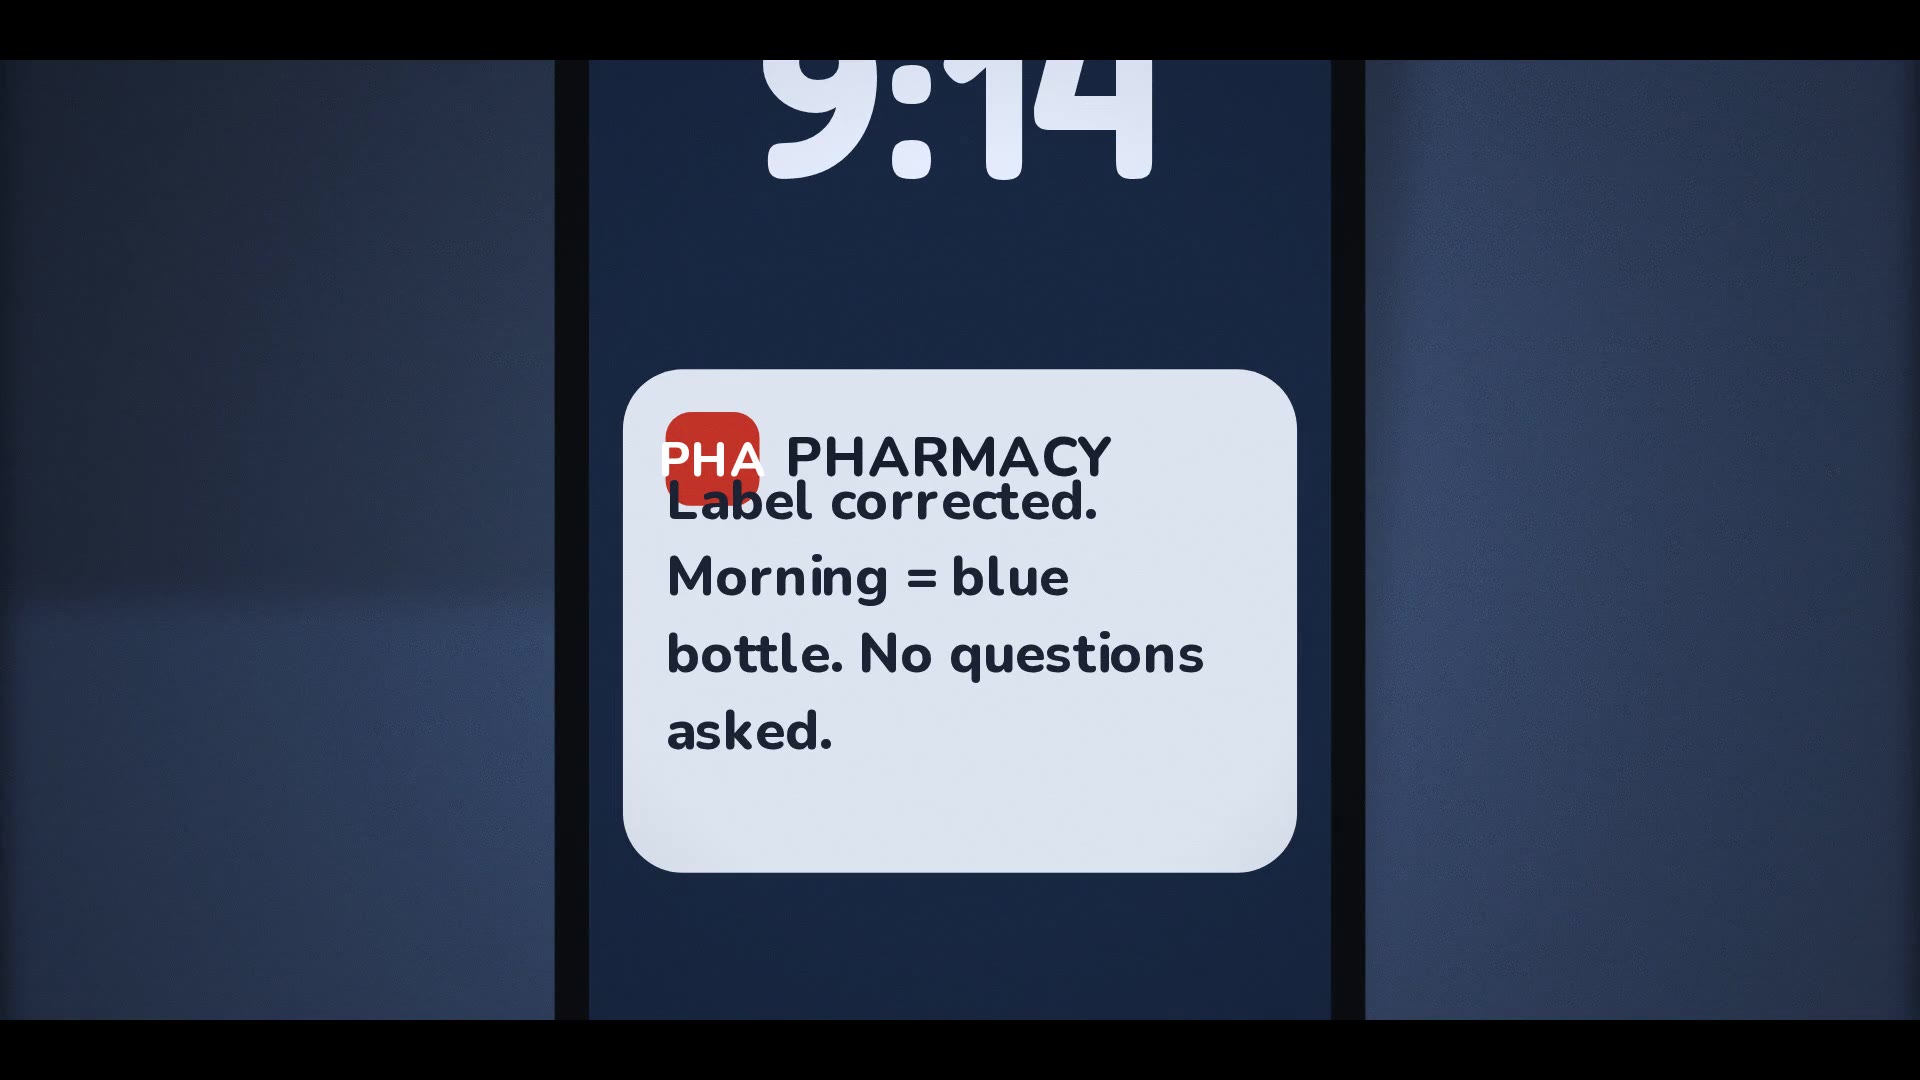 9:14
PHA PHARMACY
Label corrected.
Morning = blue
bottle. No questions
asked.